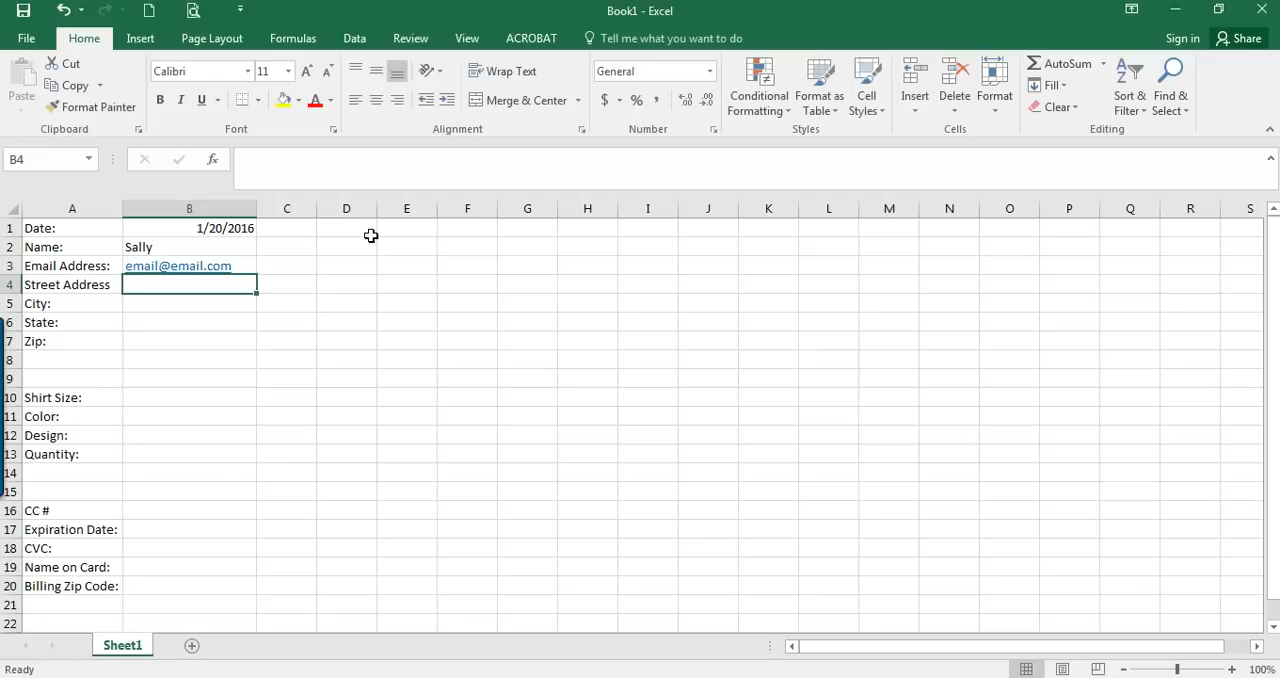 Book1 - Excel
File Home Insert Page Layout Formulas Data Review View ACROBAT Tell me what you want to do Sign in Share
Paste Cut Copy Format Painter Clipboard
Calibri 11 B I U A Font
Wrap Text Merge & Center Alignment
General $ % , Number
Conditional Formatting Format as Table Cell Styles Styles
Insert Delete Format Cells
AutoSum Fill Clear Sort & Filter Find & Select Editing
B4 fx
A B C D E F G H I J K L M N O P Q R S
1 Date: 1/20/2016
2 Name: Sally
3 Email Address: email@email.com
4 Street Address
5 City:
6 State:
7 Zip:
8
9
10 Shirt Size:
11 Color:
12 Design:
13 Quantity:
14
15
16 CC #
17 Expiration Date:
18 CVC:
19 Name on Card:
20 Billing Zip Code:
21
22
Sheet1
Ready 100%